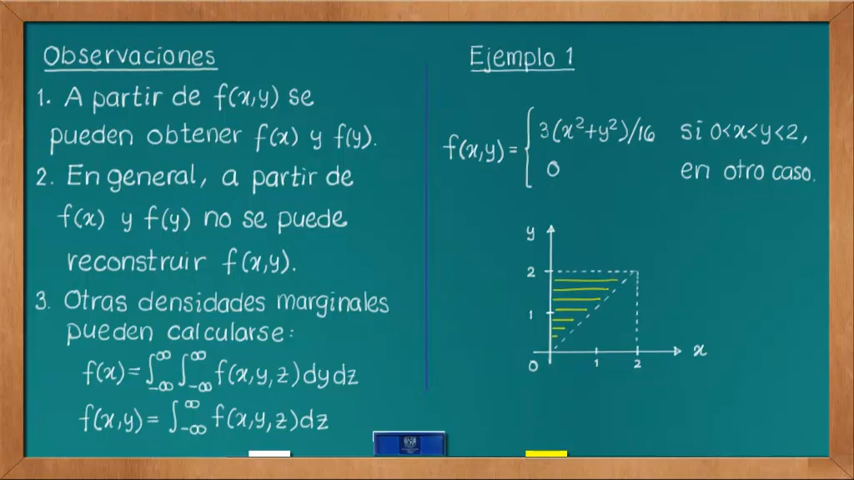 Observaciones
1. A partir de f(x,y) se
pueden obtener f(x) y f(y).
2. En general, a partir de
f(x) y f(y) no se puede
reconstruir f(x,y).
3. Otras densidades marginales
pueden calcularse:
f(x) = ∫_{-∞}^{∞} ∫_{-∞}^{∞} f(x,y,z) dy dz
f(x,y) = ∫_{-∞}^{∞} f(x,y,z) dz
Ejemplo 1
f(x,y) = { 3(x²+y²)/16 si 0<x<y<2,
0 en otro caso.
y
2
1
0 1 2 x